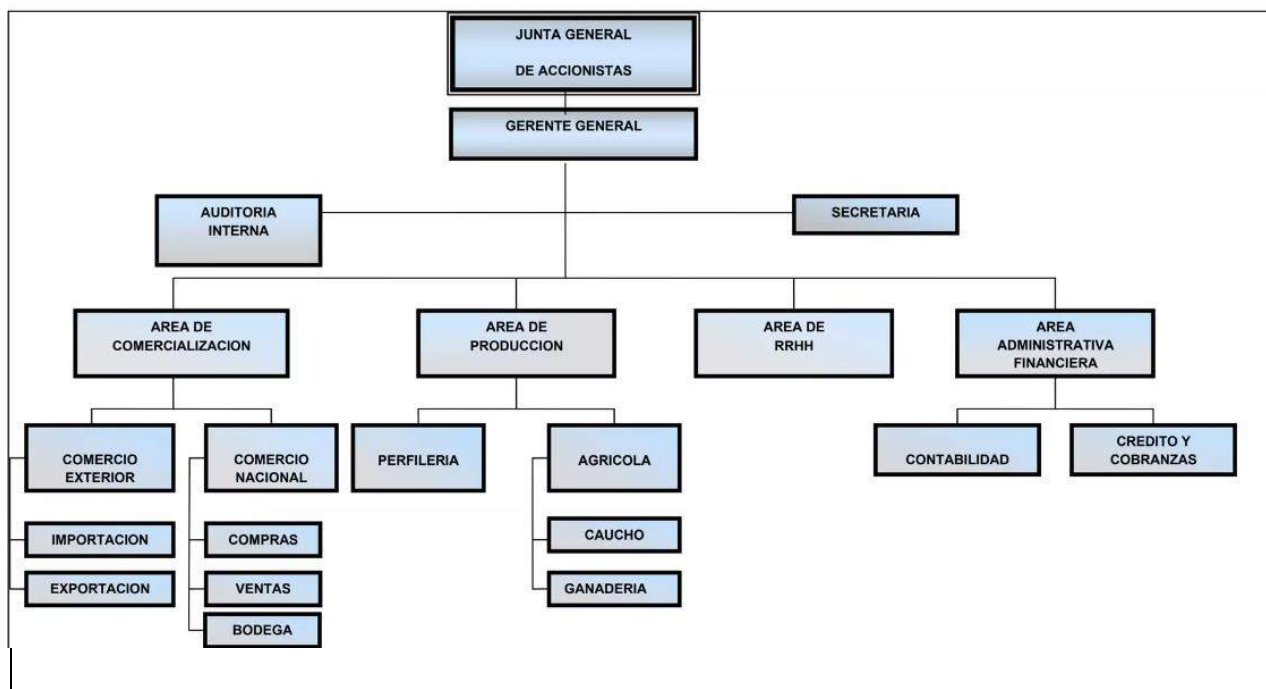 JUNTA GENERAL
DE ACCIONISTAS
GERENTE GENERAL
AUDITORIA
INTERNA
SECRETARIA
AREA DE
COMERCIALIZACION
AREA DE
PRODUCCION
AREA DE
RRHH
AREA
ADMINISTRATIVA
FINANCIERA
COMERCIO
EXTERIOR
COMERCIO
NACIONAL
PERFILERIA
AGRICOLA
CONTABILIDAD
CREDITO Y
COBRANZAS
IMPORTACION
COMPRAS
CAUCHO
EXPORTACION
VENTAS
GANADERIA
BODEGA